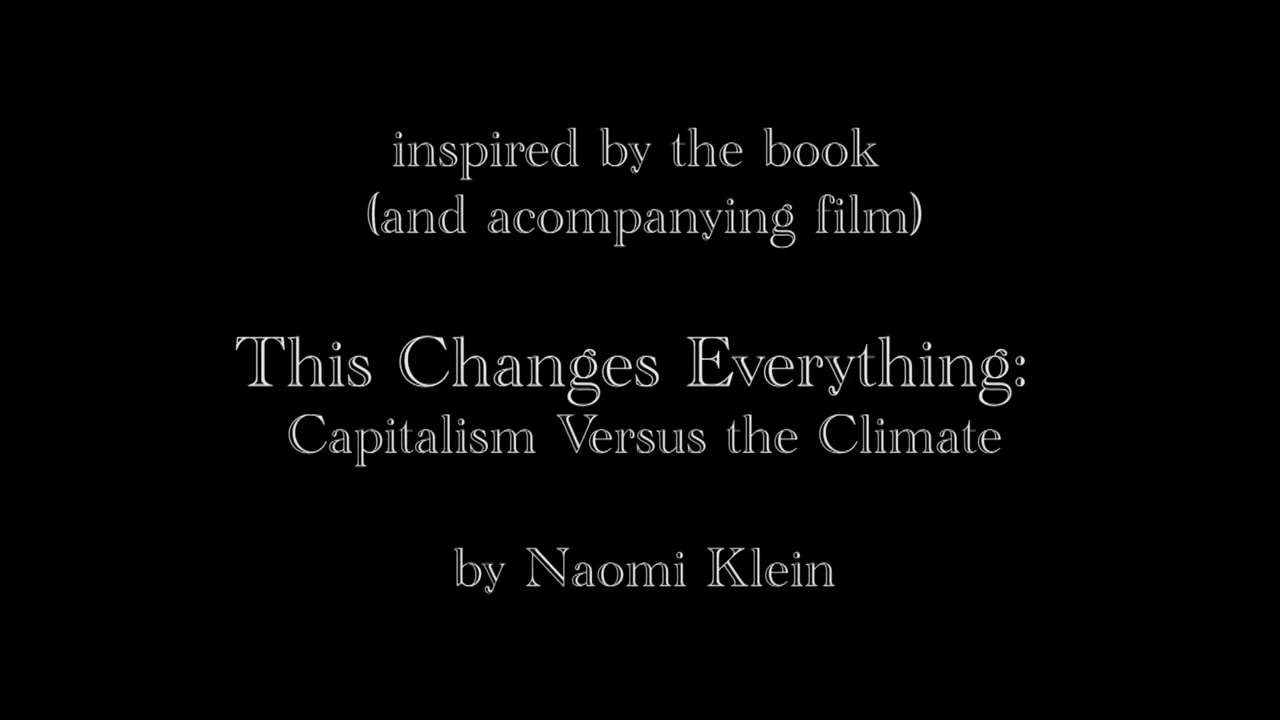 inspired by the book
(and acompanying film)
This Changes Everything:
Capitalism Versus the Climate
by Naomi Klein